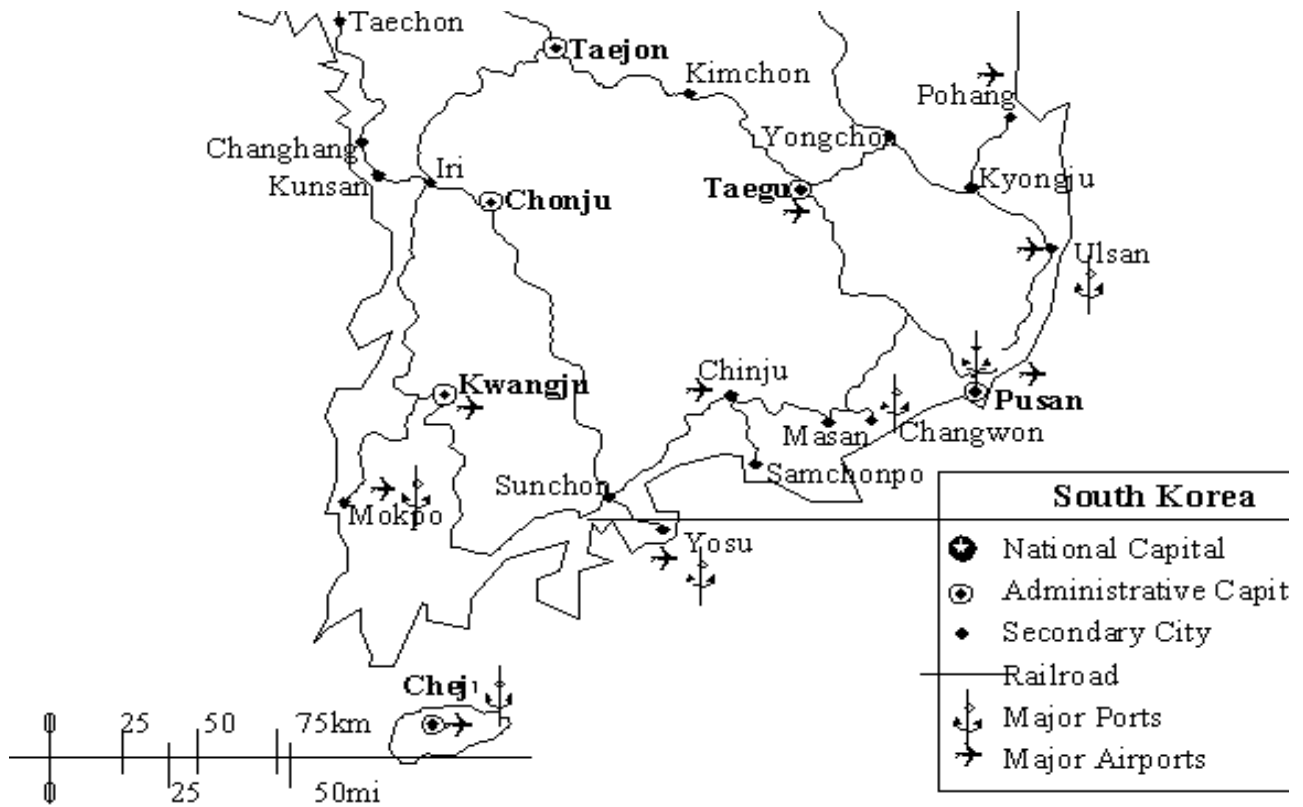 Taechon
Taejon
Kimchon
Pohang
Yongchon
Changhang
Iri
Kunsan
Kyongju
Taegu
Chonju
Ulsan
Chinju
Kwangju
Pusan
Masan
Changwon
Samchonpo
Sunchon
Mokpo
Yosu
South Korea
National Capital
Administrative Capit
Secondary City
Railroad
Major Ports
Major Airports
Chej
0 25 50 75km
0 25 50mi